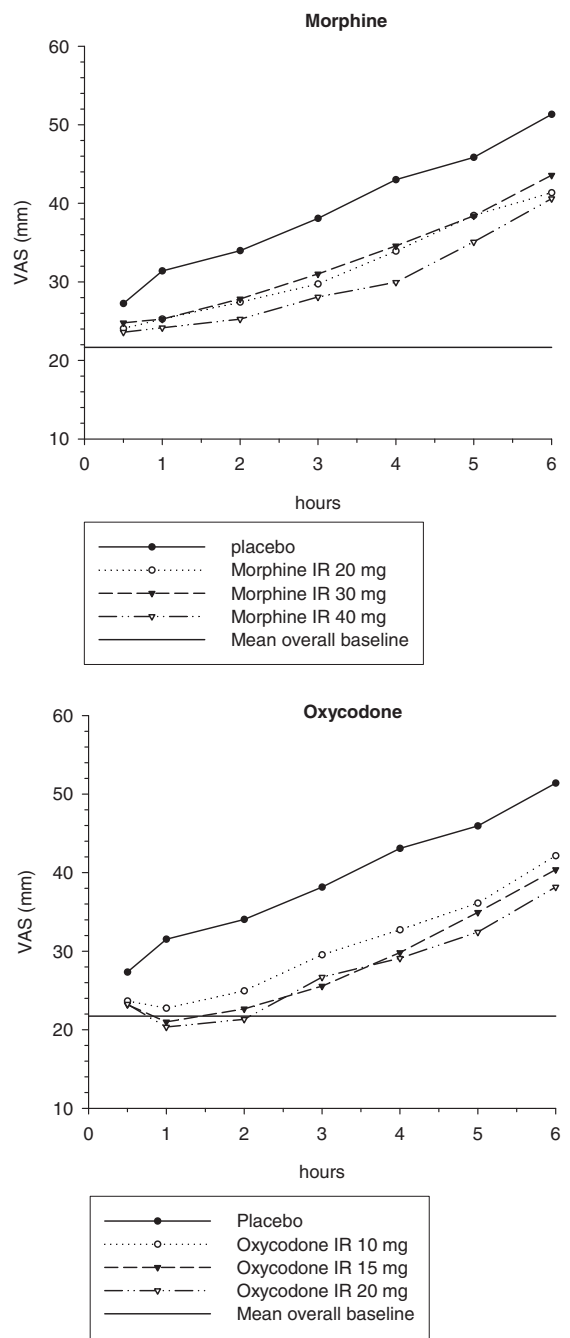 Morphine
60
50
40
30
20
10
VAS (mm)
0 1 2 3 4 5 6
hours
placebo
Morphine IR 20 mg
Morphine IR 30 mg
Morphine IR 40 mg
Mean overall baseline
Oxycodone
60
50
40
30
20
10
VAS (mm)
0 1 2 3 4 5 6
hours
Placebo
Oxycodone IR 10 mg
Oxycodone IR 15 mg
Oxycodone IR 20 mg
Mean overall baseline